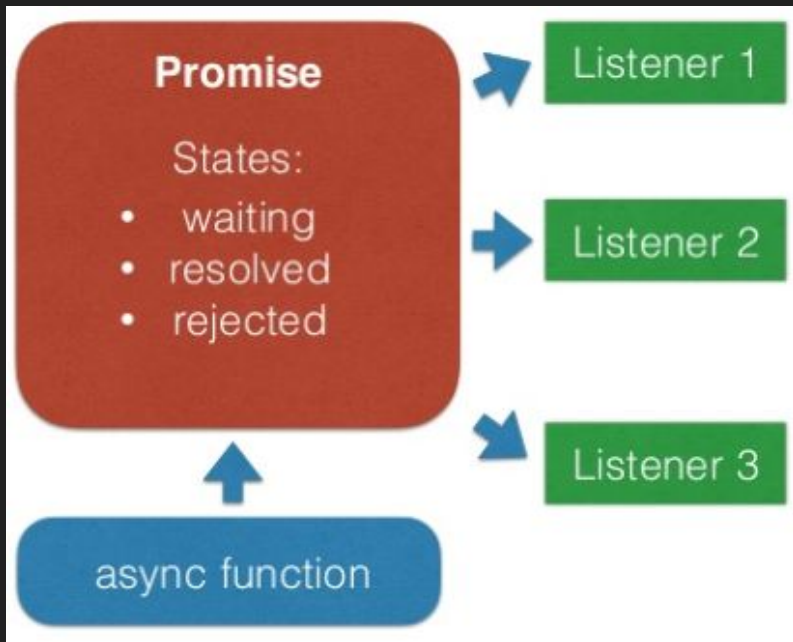 Promise
States:
• waiting
• resolved
• rejected
Listener 1
Listener 2
Listener 3
async function